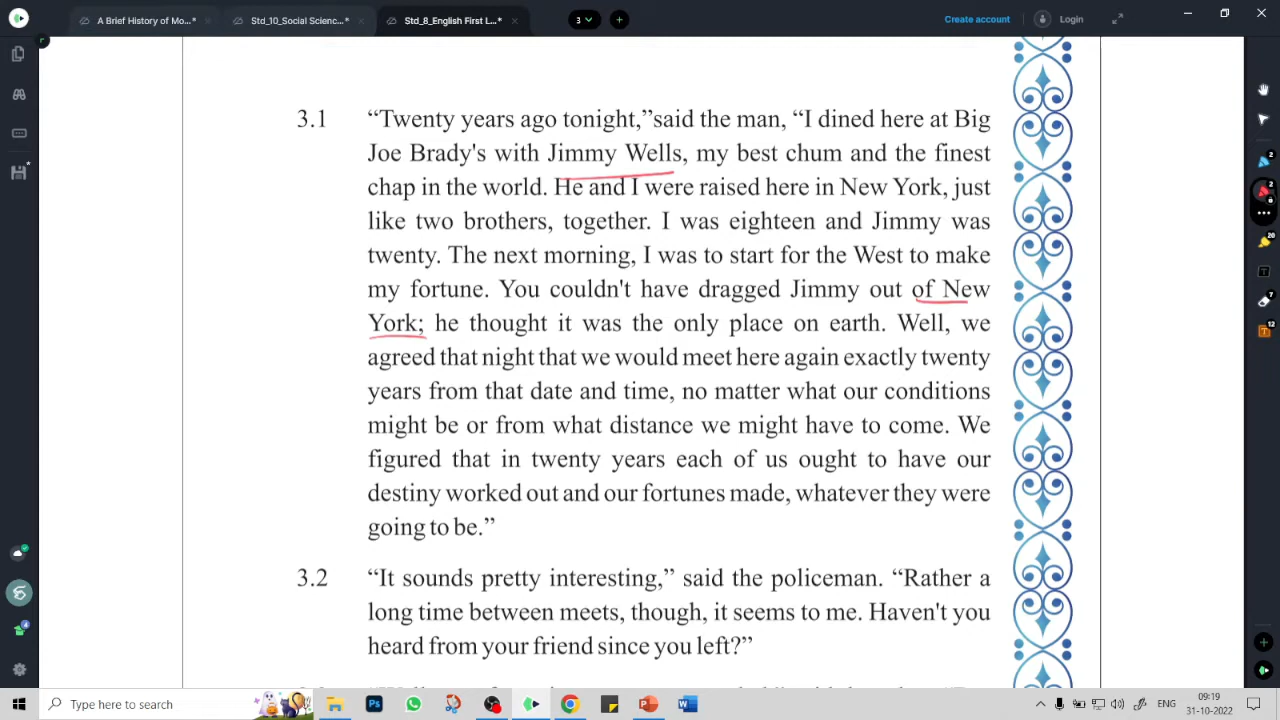 A Brief History of Mo...*
Std_10_Social Scienc...*
Std_8_English First L...*
3
Create account
Login
3.1 “Twenty years ago tonight,”said the man, “I dined here at Big
Joe Brady's with Jimmy Wells, my best chum and the finest
chap in the world. He and I were raised here in New York, just
like two brothers, together. I was eighteen and Jimmy was
twenty. The next morning, I was to start for the West to make
my fortune. You couldn't have dragged Jimmy out of New
York; he thought it was the only place on earth. Well, we
agreed that night that we would meet here again exactly twenty
years from that date and time, no matter what our conditions
might be or from what distance we might have to come. We
figured that in twenty years each of us ought to have our
destiny worked out and our fortunes made, whatever they were
going to be.”
3.2 “It sounds pretty interesting,” said the policeman. “Rather a
long time between meets, though, it seems to me. Haven't you
heard from your friend since you left?”
2
2
20
7
12
4
Type here to search
Ps
ENG
09:19
31-10-2022